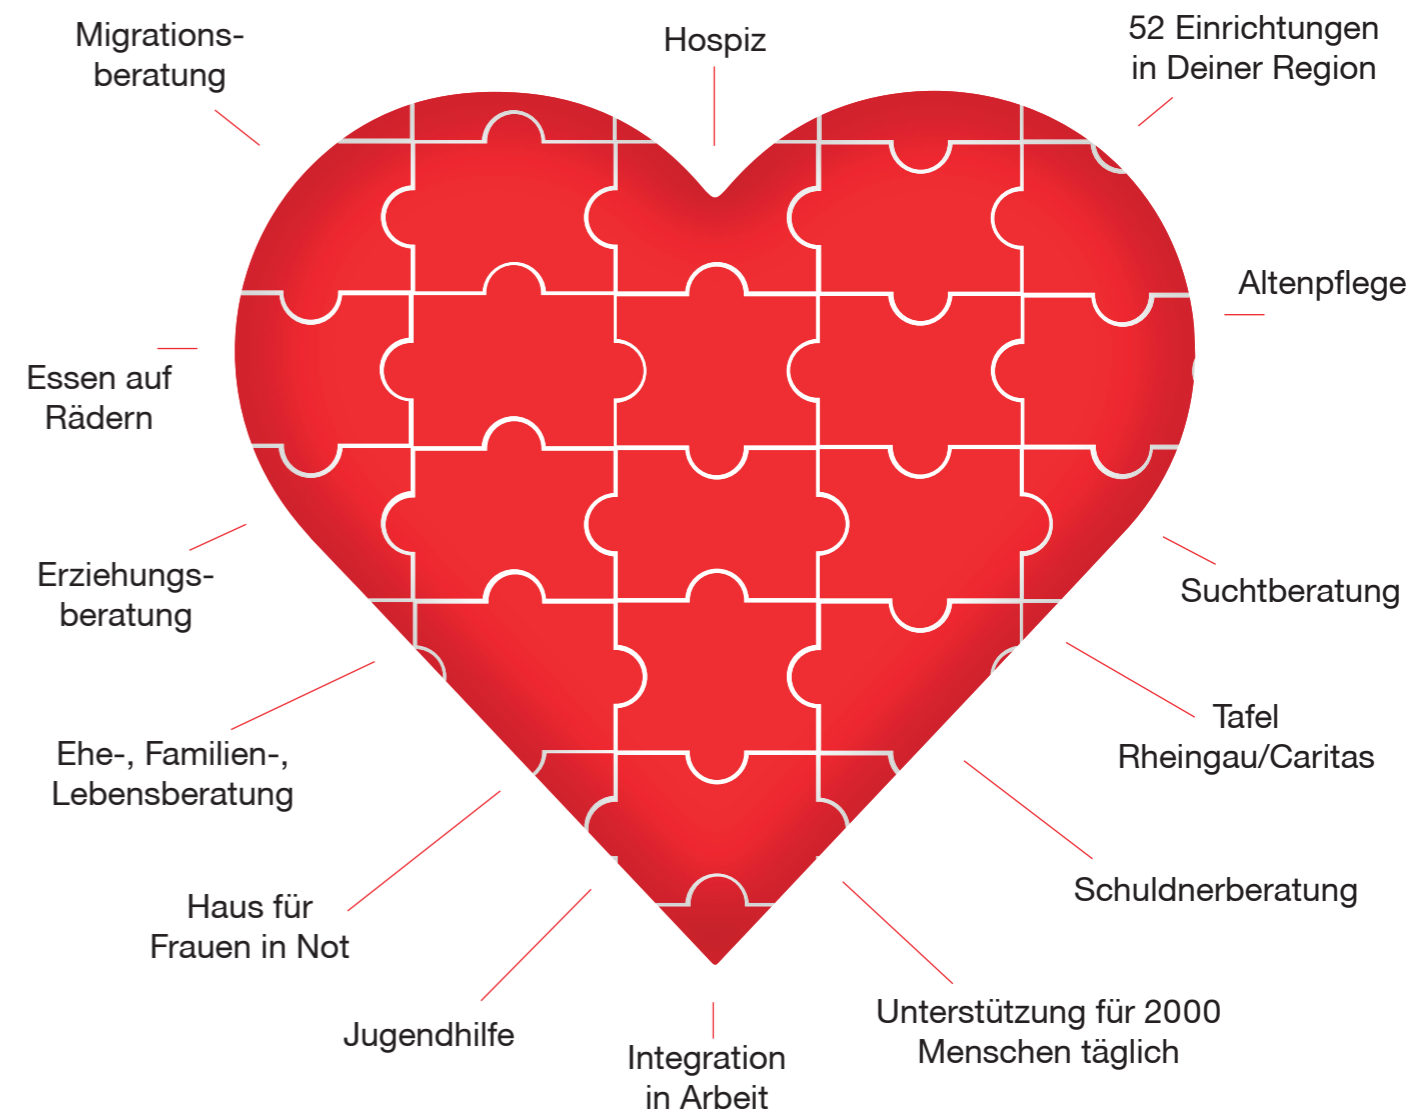 Migrations-
beratung
Hospiz
52 Einrichtungen
in Deiner Region
Altenpflege
Essen auf
Rädern
Erziehungs-
beratung
Suchtberatung
Tafel
Rheingau/Caritas
Ehe-, Familien-,
Lebensberatung
Schuldnerberatung
Haus für
Frauen in Not
Unterstützung für 2000
Menschen täglich
Jugendhilfe
Integration
in Arbeit